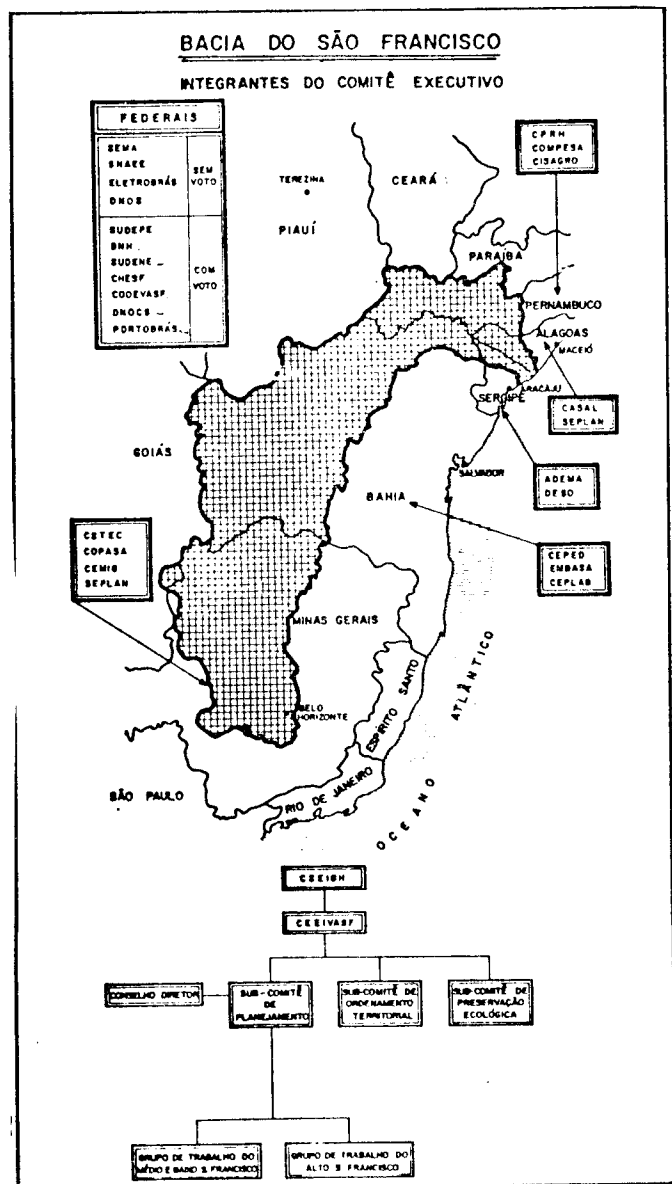 BACIA DO SÃO FRANCISCO
INTEGRANTES DO COMITÊ EXECUTIVO
FEDERAIS
SEMA
SNAEE
ELETROBRÁS
DNOS
SEM
VOTO
SUDEPE
BNH
SUDENE
CHESF
CODEVASF
DNOCS
PORTOBRÁS
COM
VOTO
CPRH
COMPESA
CISAGRO
TEREZINA
CEARÁ
PIAUÍ
PARAÍBA
PERNAMBUCO
ALAGOAS
MACEIÓ
ARACAJU
SERGIPE
CASAL
SEPLAN
GOIÁS
SALVADOR
ADEMA
DESO
BAHIA
CETEC
COPASA
CEMIG
SEPLAN
CEPED
EMBASA
CEPLAB
MINAS GERAIS
BELO
HORIZONTE
ESPÍRITO SANTO
OCEANO ATLÂNTICO
SÃO PAULO
RIO DE JANEIRO
CEEIBH
CEEIVASF
CONSELHO DIRETOR
SUB-COMITÊ
DE
PLANEJAMENTO
SUB-COMITÊ DE
ORDENAMENTO
TERRITORIAL
SUB-COMITÊ DE
PRESERVAÇÃO
ECOLÓGICA
GRUPO DE TRABALHO DO
MÉDIO E BAIXO S. FRANCISCO
GRUPO DE TRABALHO DO
ALTO S. FRANCISCO